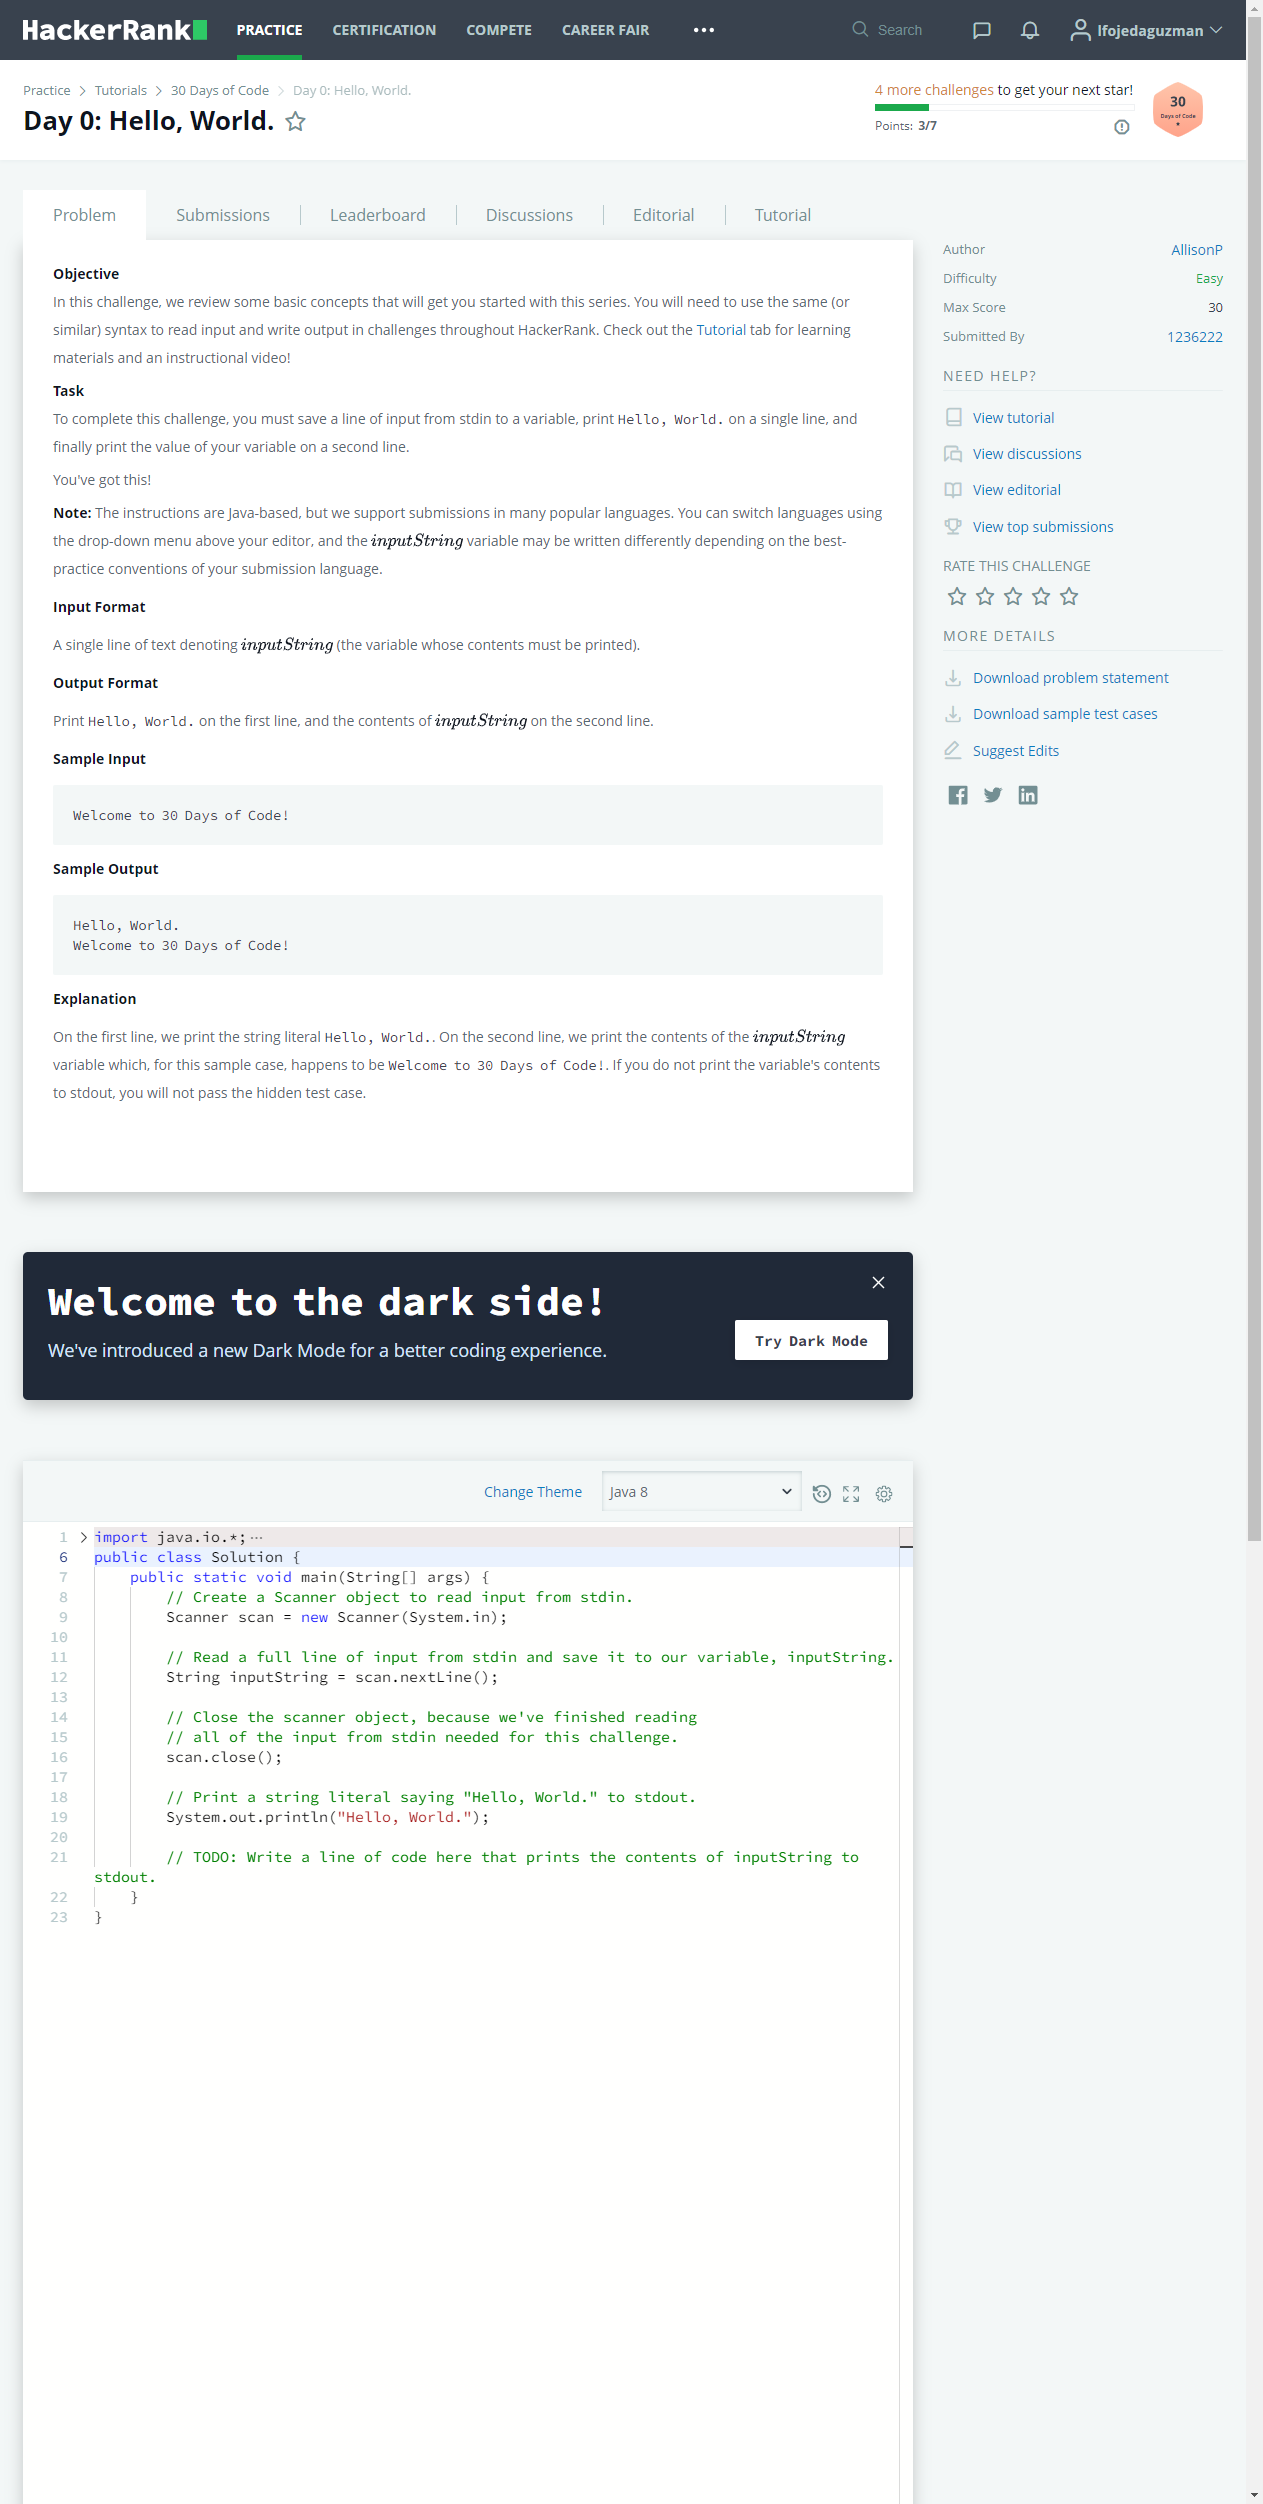 HackerRank
PRACTICE
CERTIFICATION
COMPETE
CAREER FAIR
Search
lfojedaguzman
Practice > Tutorials > 30 Days of Code > Day 0: Hello, World.
Day 0: Hello, World.
4 more challenges to get your next star!
Points: 3/7
30
Days of Code
Problem
Submissions
Leaderboard
Discussions
Editorial
Tutorial
Objective
In this challenge, we review some basic concepts that will get you started with this series. You will need to use the same (or
similar) syntax to read input and write output in challenges throughout HackerRank. Check out the Tutorial tab for learning
materials and an instructional video!
Task
To complete this challenge, you must save a line of input from stdin to a variable, print Hello, World. on a single line, and
finally print the value of your variable on a second line.
You've got this!
Note: The instructions are Java-based, but we support submissions in many popular languages. You can switch languages using
the drop-down menu above your editor, and the inputString variable may be written differently depending on the best-
practice conventions of your submission language.
Input Format
A single line of text denoting inputString (the variable whose contents must be printed).
Output Format
Print Hello, World. on the first line, and the contents of inputString on the second line.
Sample Input
Welcome to 30 Days of Code!
Sample Output
Hello, World.
Welcome to 30 Days of Code!
Explanation
On the first line, we print the string literal Hello, World.. On the second line, we print the contents of the inputString
variable which, for this sample case, happens to be Welcome to 30 Days of Code!. If you do not print the variable's contents
to stdout, you will not pass the hidden test case.
Author AllisonP
Difficulty Easy
Max Score 30
Submitted By 1236222
NEED HELP?
View tutorial
View discussions
View editorial
View top submissions
RATE THIS CHALLENGE
MORE DETAILS
Download problem statement
Download sample test cases
Suggest Edits
Welcome to the dark side!
We've introduced a new Dark Mode for a better coding experience.
Try Dark Mode
Change Theme
Java 8
1 import java.io.*; ···
6 public class Solution {
7     public static void main(String[] args) {
8         // Create a Scanner object to read input from stdin.
9         Scanner scan = new Scanner(System.in);
10
11         // Read a full line of input from stdin and save it to our variable, inputString.
12         String inputString = scan.nextLine();
13
14         // Close the scanner object, because we've finished reading
15         // all of the input from stdin needed for this challenge.
16         scan.close();
17
18         // Print a string literal saying "Hello, World." to stdout.
19         System.out.println("Hello, World.");
20
21         // TODO: Write a line of code here that prints the contents of inputString to
stdout.
22     }
23 }